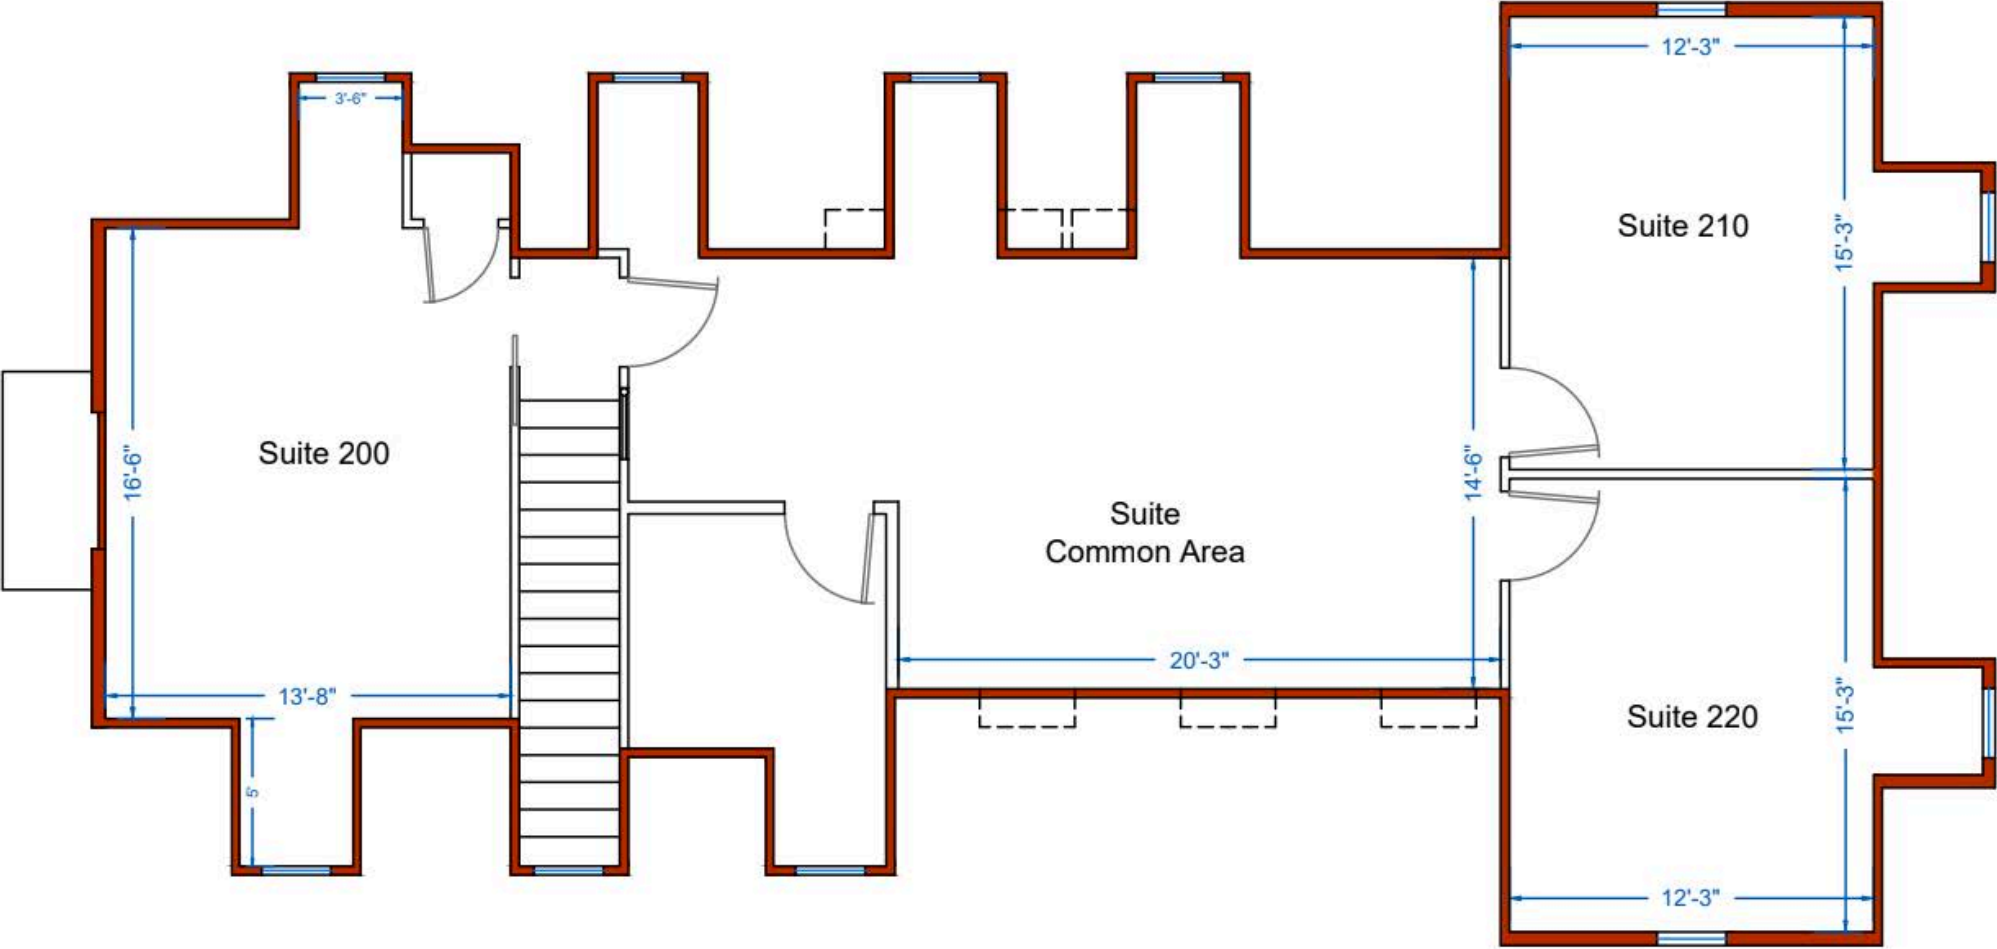 12'-3"
3'-6"
Suite 210
15'-3"
Suite 200
16'-6"
14'-6"
Suite
Common Area
20'-3"
13'-8"
5'
Suite 220
15'-3"
12'-3"